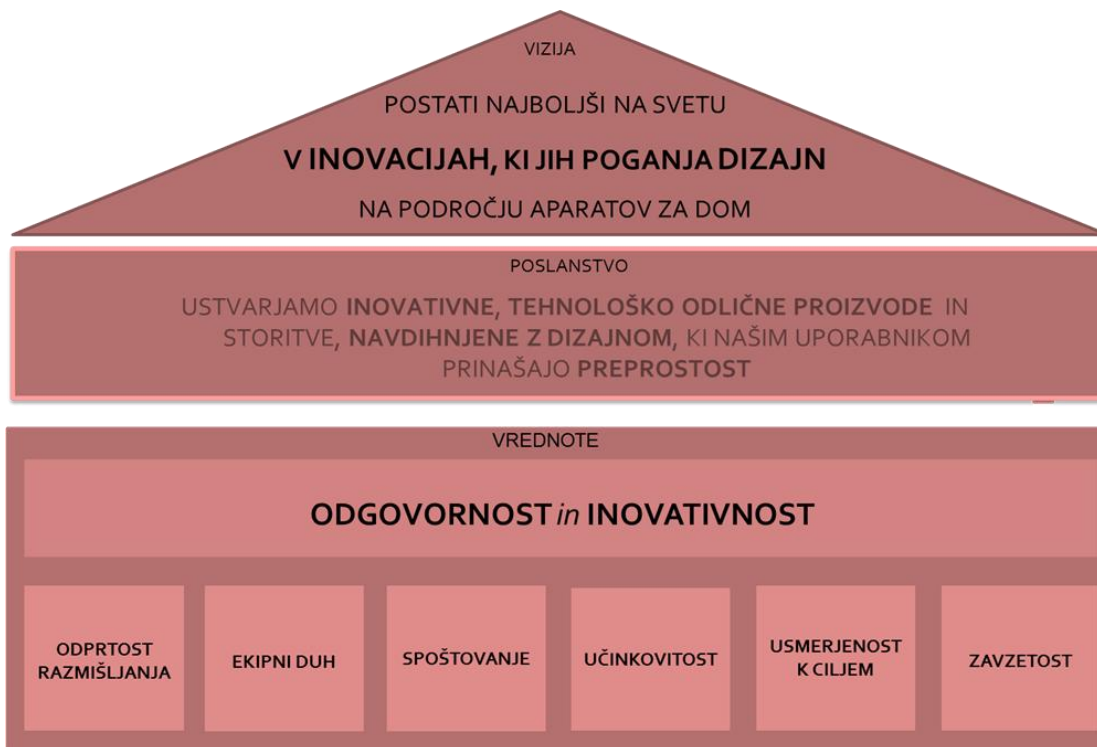 VIZIJA
POSTATI NAJBOLJŠI NA SVETU
V INOVACIJAH, KI JIH POGANJA DIZAJN
NA PODROČJU APARATOV ZA DOM
POSLANSTVO
USTVARJAMO INOVATIVNE, TEHNOLOŠKO ODLIČNE PROIZVODE IN
STORITVE, NAVDIHNJENE Z DIZAJNOM, KI NAŠIM UPORABNIKOM
PRINAŠAJO PREPROSTOST
VREDNOTE
ODGOVORNOST in INOVATIVNOST
ODPRTOST
RAZMIŠLJANJA
EKIPNI DUH
SPOŠTOVANJE
UČINKOVITOST
USMERJENOST
K CILJEM
ZAVZETOST